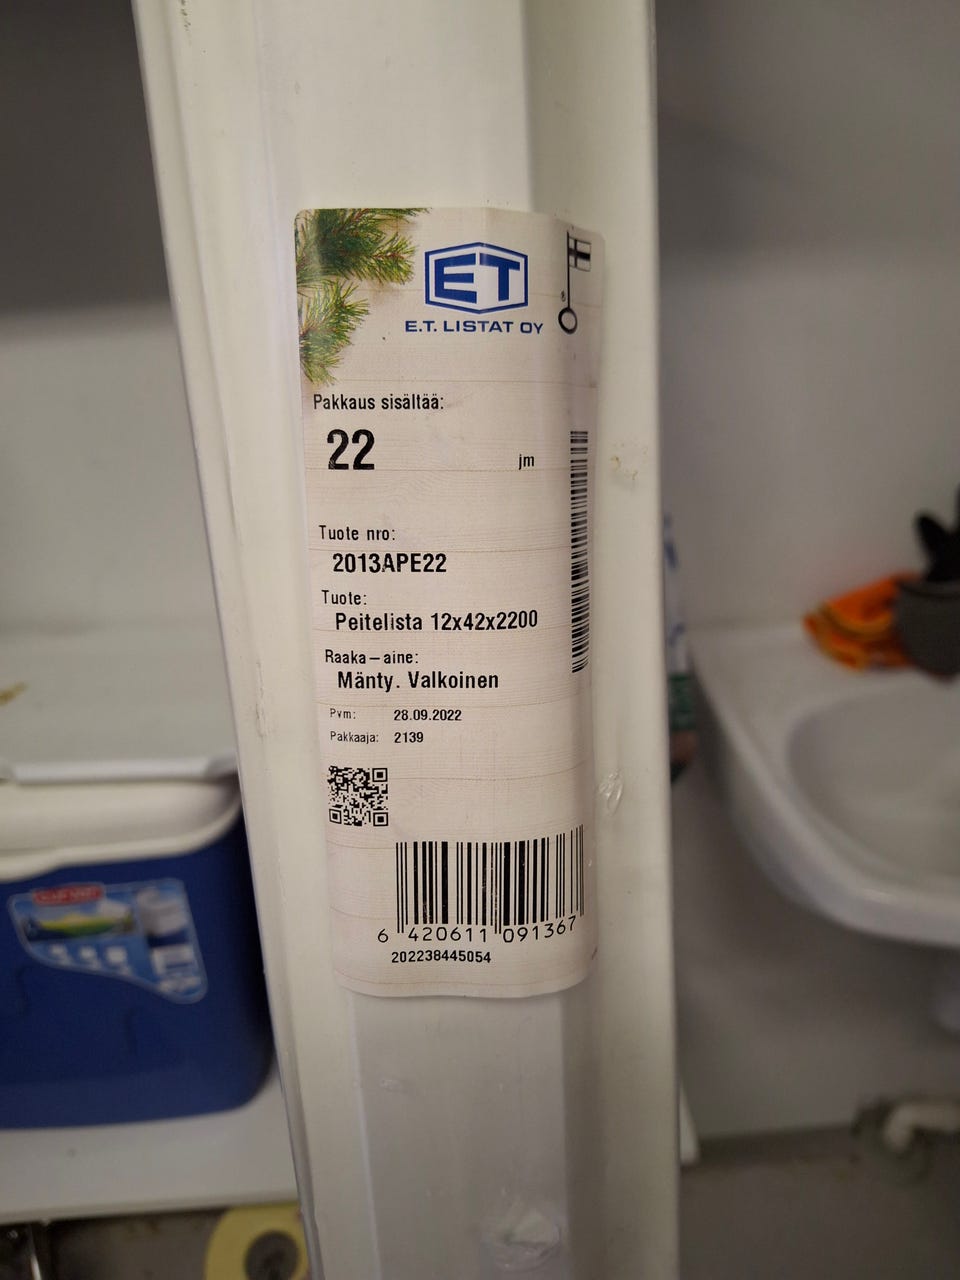 ET
E.T. LISTAT OY
Pakkaus sisältää:
22 jm
Tuote nro:
2013APE22
Tuote:
Peitelista 12x42x2200
Raaka-aine:
Mänty. Valkoinen
Pvm: 28.09.2022
Pakkaaja: 2139
6 420611 091367
202238445054